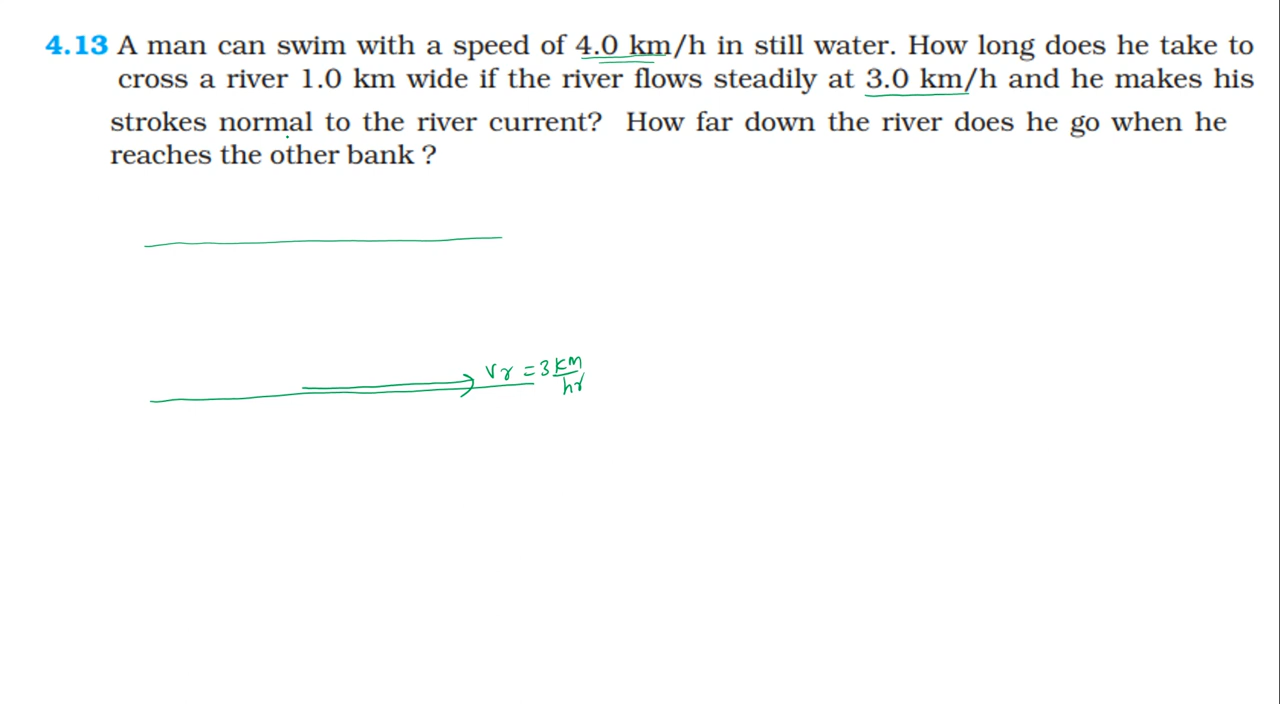 4.13 A man can swim with a speed of 4.0 km/h in still water. How long does he take to
cross a river 1.0 km wide if the river flows steadily at 3.0 km/h and he makes his
strokes normal to the river current? How far down the river does he go when he
reaches the other bank ?
Vr = 3 km/hr